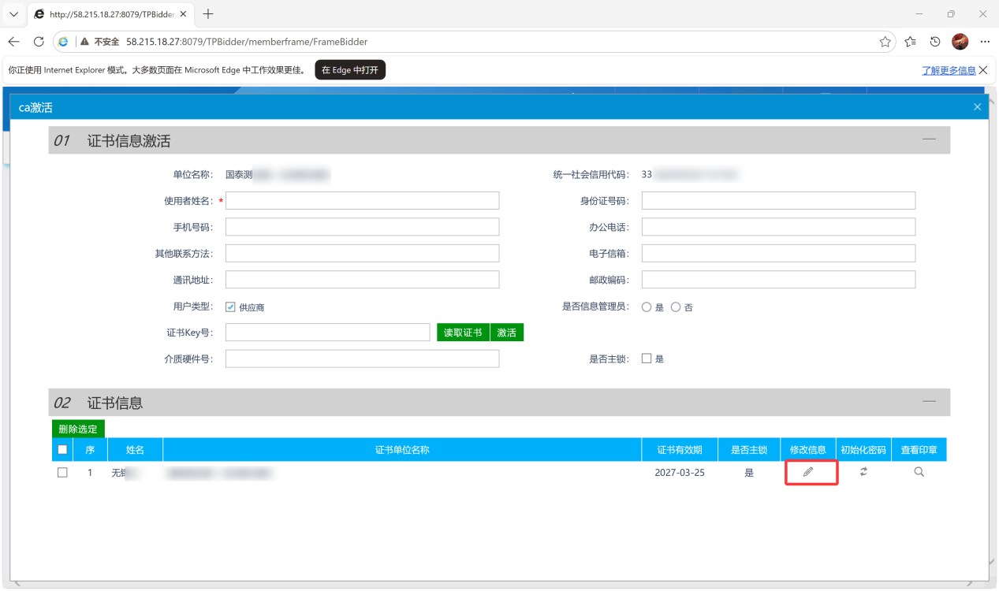 http://58.215.18.27:8079/TPBidder
不安全 58.215.18.27:8079/TPBidder/memberframe/FrameBidder
你正使用 Internet Explorer 模式。大多数页面在 Microsoft Edge 中工作效果更佳。 在 Edge 中打开 了解更多信息
ca激活
01 证书信息激活
单位名称： 国泰测 统一社会信用代码： 33
使用者姓名： * 身份证号码：
手机号码： 办公电话：
其他联系方法： 电子信箱：
通讯地址： 邮政编码：
用户类型： 供应商 是否信息管理员： 是 否
证书Key号： 读取证书 激活
介质硬件号： 是否主锁： 是
02 证书信息
删除选定
序 姓名 证书单位名称 证书有效期 是否主锁 修改信息 初始化密码 查看印章
1 无 2027-03-25 是